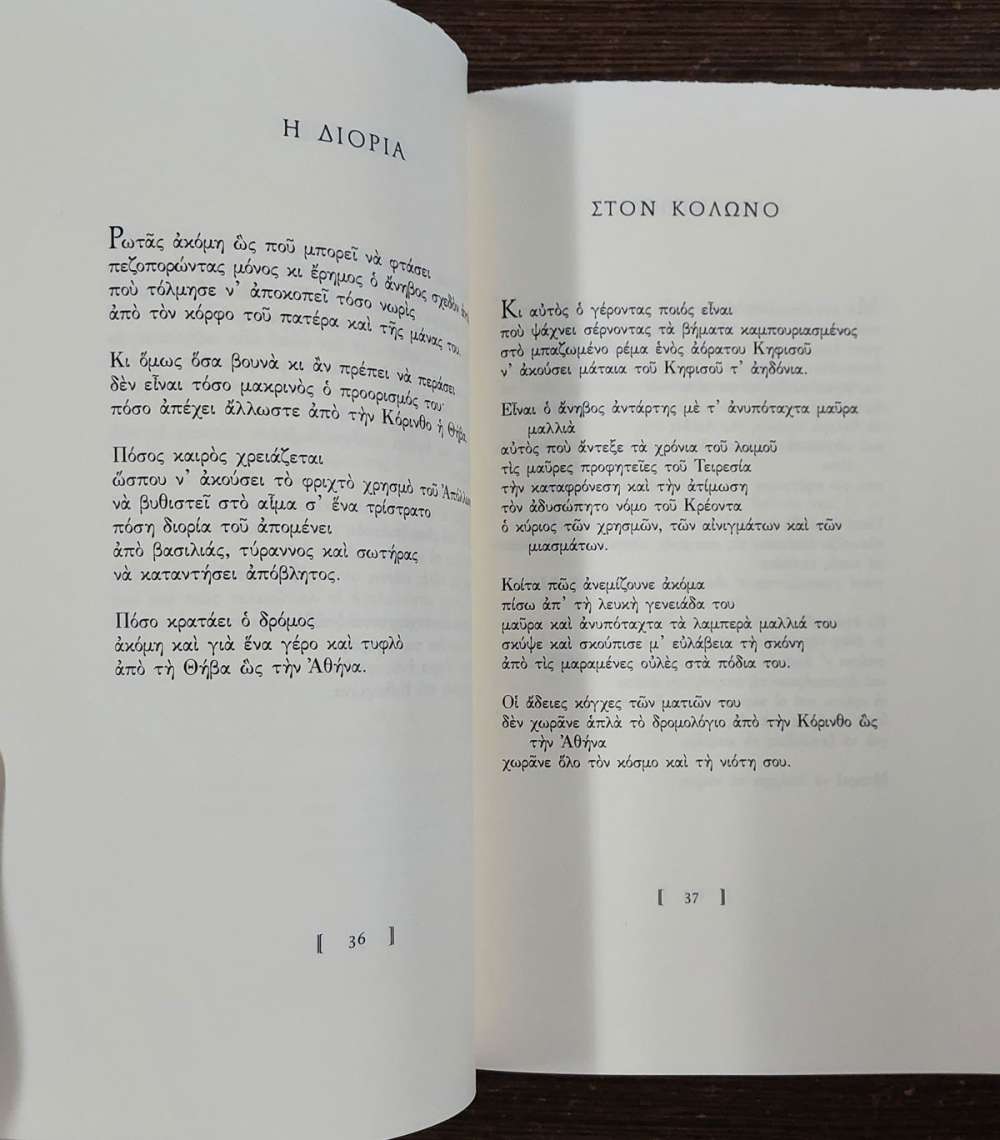 Η ΔΙΟΡΙΑ
Ρωτᾶς ἀκόμη ὣς ποῦ μπορεῖ νὰ φτάσει
πεζοπορώντας μόνος κι ἔρημος ὁ ἄνηβος σχεδὸν
ποὺ τόλμησε ν’ ἀποκοπεῖ τόσο νωρὶς
ἀπὸ τὸν κόρφο τοῦ πατέρα καὶ τῆς μάνας του.
Κι ὅμως ὅσα βουνὰ κι ἂν πρέπει νὰ περάσει
δὲν εἶναι τόσο μακρινὸς ὁ προορισμός του·
πόσο ἀπέχει ἄλλωστε ἀπὸ τὴν Κόρινθο ἡ Θήβα
Πόσος καιρὸς χρειάζεται
ὥσπου ν’ ἀκούσει τὸ φριχτὸ χρησμὸ τοῦ
νὰ βυθιστεῖ στὸ αἷμα σ’ ἕνα τρίστρατο
πόση διορία τοῦ ἀπομένει
ἀπὸ βασιλιάς, τύραννος καὶ σωτήρας
νὰ καταντήσει ἀπόβλητος.
Πόσο κρατάει ὁ δρόμος
ἀκόμη καὶ γιὰ ἕνα γέρο καὶ τυφλὸ
ἀπὸ τὴ Θήβα ὣς τὴν Ἀθήνα.
[ 36 ]
ΣΤΟΝ ΚΟΛΩΝΟ
Κι αὐτὸς ὁ γέροντας ποιός εἶναι
ποὺ ψάχνει σέρνοντας τὰ βήματα καμπουριασμένος
στὸ μπαζωμένο ρέμα ἑνὸς ἀόρατου Κηφισοῦ
ν’ ἀκούσει μάταια τοῦ Κηφισοῦ τ’ ἀηδόνια.
Εἶναι ὁ ἄνηβος ἀντάρτης μὲ τ’ ἀνυπόταχτα μαῦρα
μαλλιὰ
αὐτὸς ποὺ ἄντεξε τὰ χρόνια τοῦ λοιμοῦ
τὶς μαῦρες προφητεῖες τοῦ Τειρεσία
τὴν καταφρόνεση καὶ τὴν ἀτίμωση
τὸν ἀδυσώπητο νόμο τοῦ Κρέοντα
ὁ κύριος τῶν χρησμῶν, τῶν αἰνιγμάτων καὶ τῶν
μιασμάτων.
Κοίτα πῶς ἀνεμίζουνε ἀκόμα
πίσω ἀπ’ τὴ λευκὴ γενειάδα του
μαῦρα καὶ ἀνυπόταχτα τὰ λαμπερὰ μαλλιά του
σκύψε καὶ σκούπισε μ’ εὐλάβεια τὴ σκόνη
ἀπὸ τὶς μαραμένες οὐλὲς στὰ πόδια του.
Οἱ ἄδειες κόγχες τῶν ματιῶν του
δὲν χωρᾶνε ἁπλὰ τὸ δρομολόγιο ἀπὸ τὴν Κόρινθο ὣς
τὴν Ἀθήνα
χωρᾶνε ὅλο τὸν κόσμο καὶ τὴ νιότη σου.
[ 37 ]